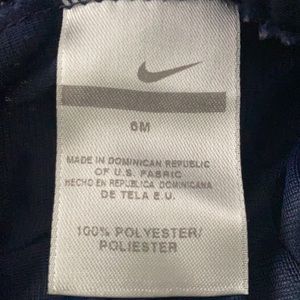 6M
MADE IN DOMINICAN REPUBLIC
OF U.S. FABRIC
HECHO EN REPUBLICA DOMINICANA
DE TELA E.U.
100% POLYESTER/
POLIESTER